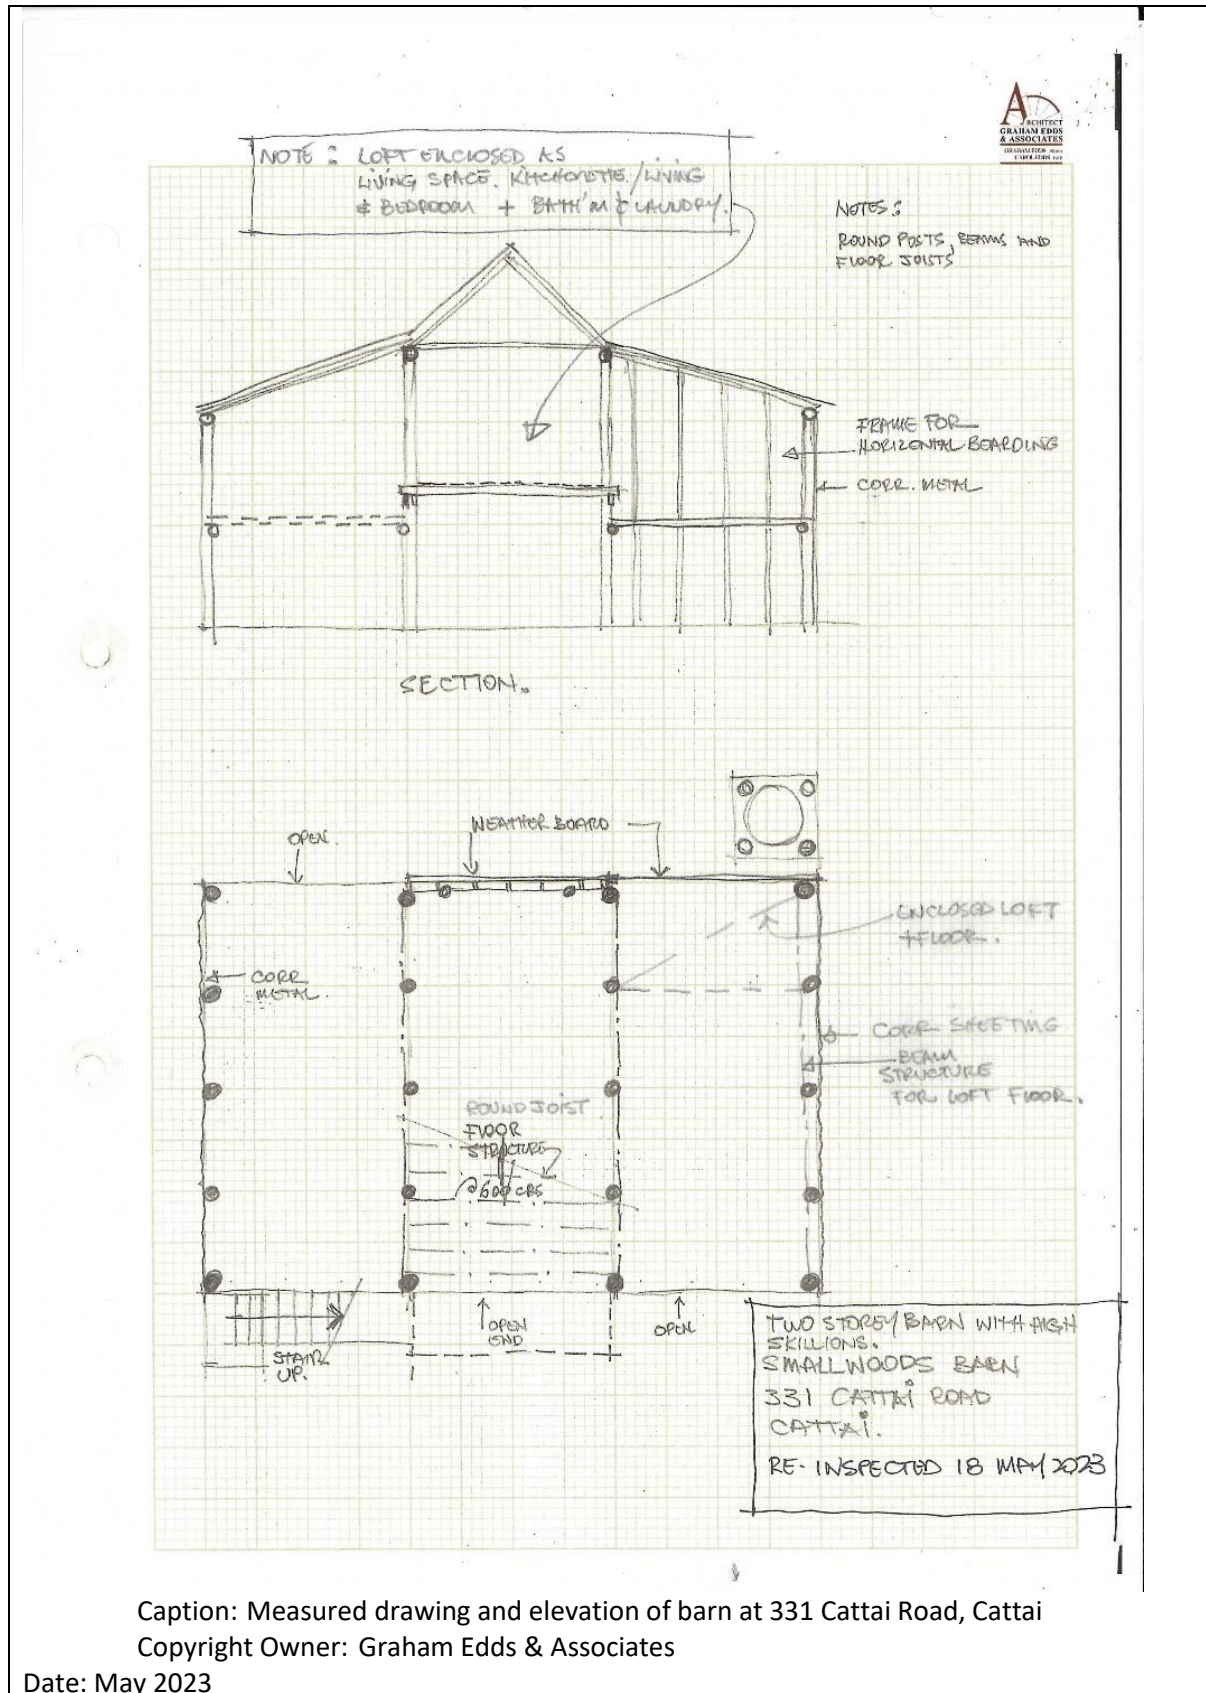 ARCHITECT
GRAHAM EDDS
& ASSOCIATES
NOTE : LOFT ENCLOSED AS
LIVING SPACE. KITCHONETTE/LIVING
& BEDROOM + BATH'M & LAUNDRY.
NOTES:
ROUND POSTS, BEAMS AND
FLOOR JOISTS
FRAME FOR
HORIZONTAL BOARDING
CORR. METAL
SECTION.
OPEN.
WEATHERBOARD
ENCLOSED LOFT
+FLOOR.
CORR
METAL.
CORR SHEETING
BEAM
STRUCTURE
FOR LOFT FLOOR.
ROUND JOIST
FLOOR
STRUCTURE
@600 CRS
STAIR
UP.
OPEN
END
OPEN
TWO STOREY BARN WITH HIGH
SKILLIONS.
SMALLWOODS BARN
331 CATTAI ROAD
CATTAI.
RE-INSPECTED 18 MAY 2023
Caption: Measured drawing and elevation of barn at 331 Cattai Road, Cattai
Copyright Owner: Graham Edds & Associates
Date: May 2023